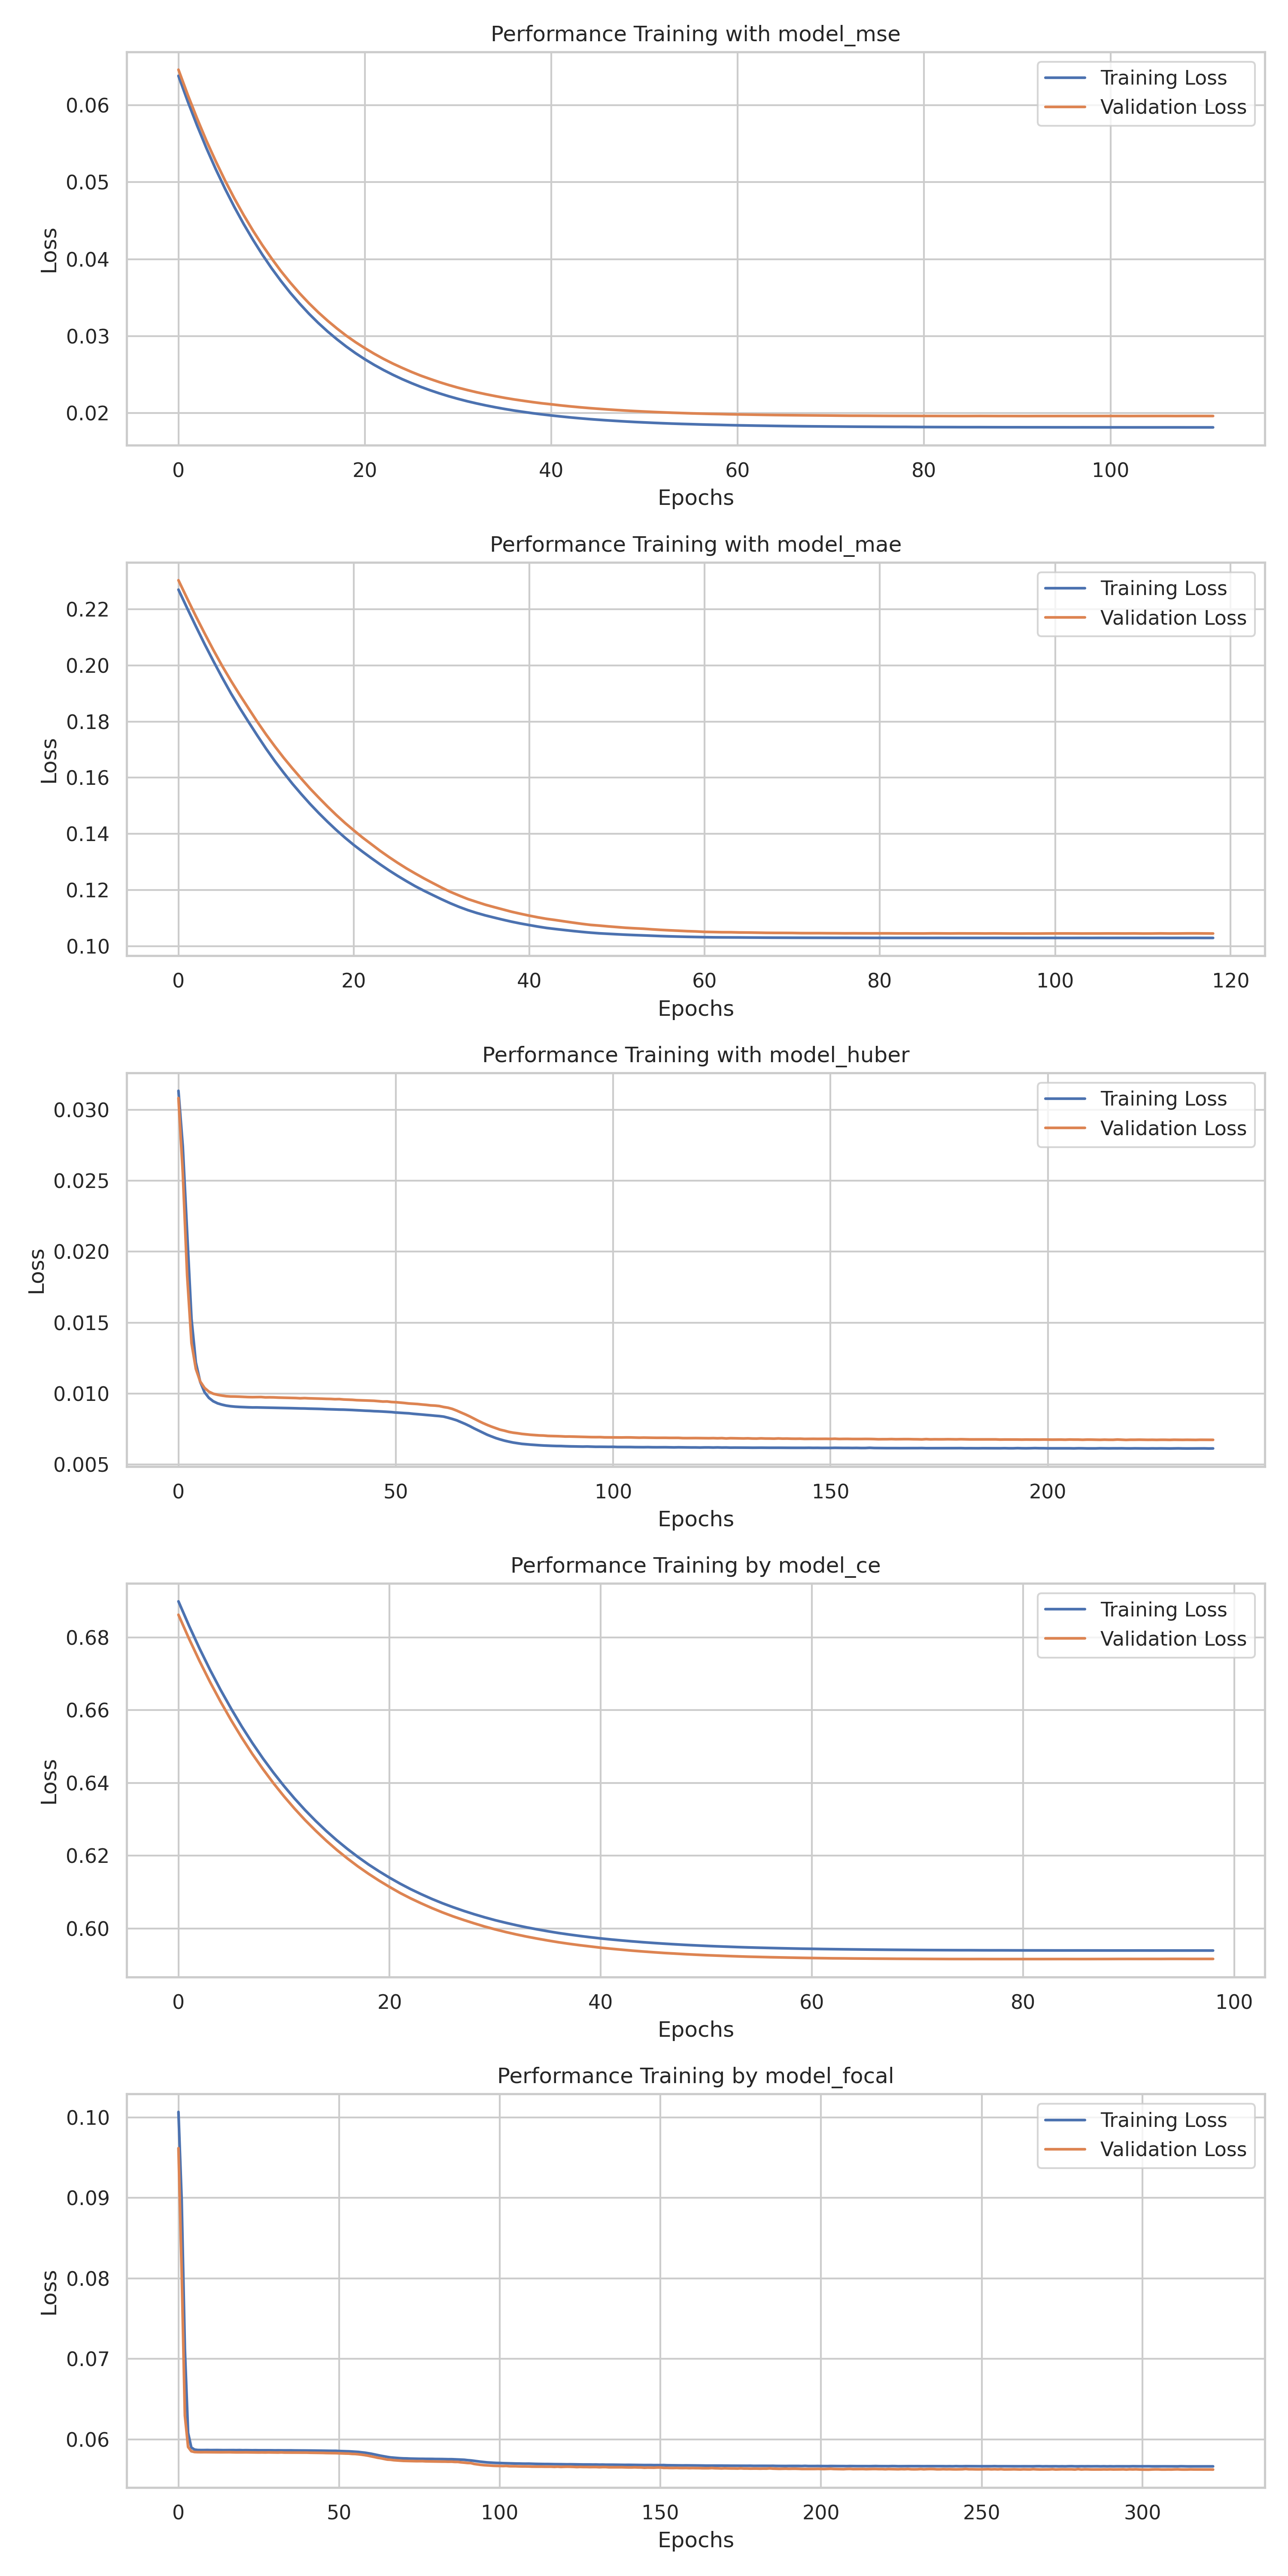 Performance Training with model_mse
Training Loss
Validation Loss
0.06
0.05
0.04
0.03
0.02
Loss
0 20 40 60 80 100
Epochs
Performance Training with model_mae
Training Loss
Validation Loss
0.22
0.20
0.18
0.16
0.14
0.12
0.10
Loss
0 20 40 60 80 100 120
Epochs
Performance Training with model_huber
Training Loss
Validation Loss
0.030
0.025
0.020
0.015
0.010
0.005
Loss
0 50 100 150 200
Epochs
Performance Training by model_ce
Training Loss
Validation Loss
0.68
0.66
0.64
0.62
0.60
Loss
0 20 40 60 80 100
Epochs
Performance Training by model_focal
Training Loss
Validation Loss
0.10
0.09
0.08
0.07
0.06
Loss
0 50 100 150 200 250 300
Epochs